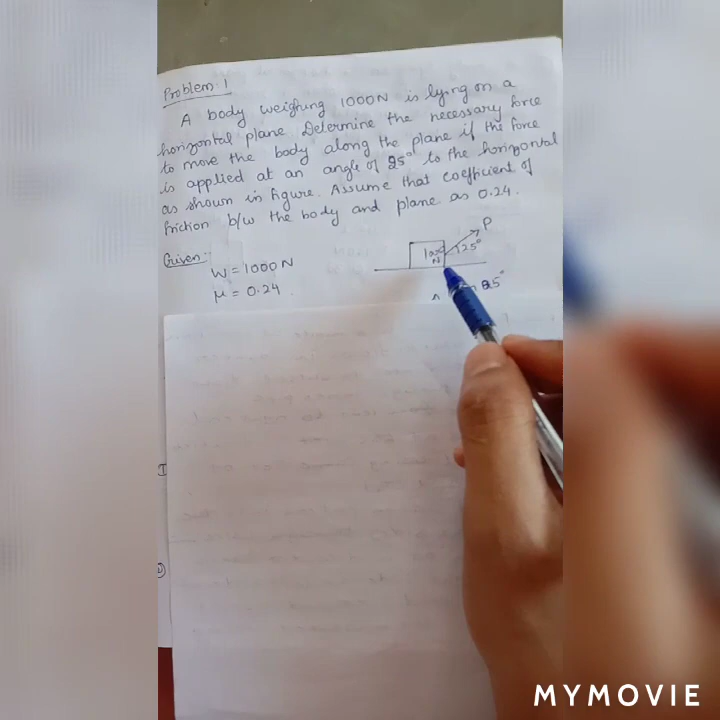 Problem: 1
A body weighing 1000N is lying on a
horizontal plane. Determine the necessary force
to move the body along the plane if the force
is applied at an angle of 25° to the horizontal
as shown in figure. Assume that coefficient of
friction b/w the body and plane as 0.24.
Given:-
P
25°
N
W = 1000 N
μ = 0.24
25°
MYMOVIE